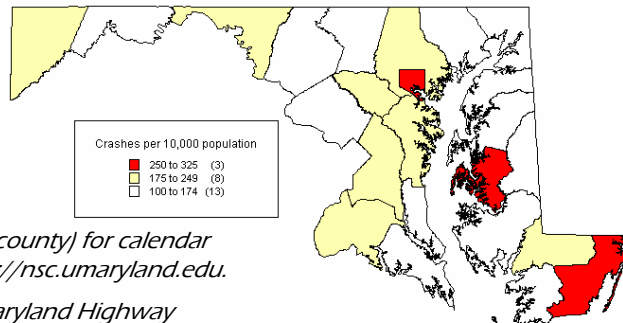 Crashes per 10,000 population
250 to 325 (3)
175 to 249 (8)
100 to 174 (13)
county) for calendar
://nsc.umaryland.edu.
aryland Highway